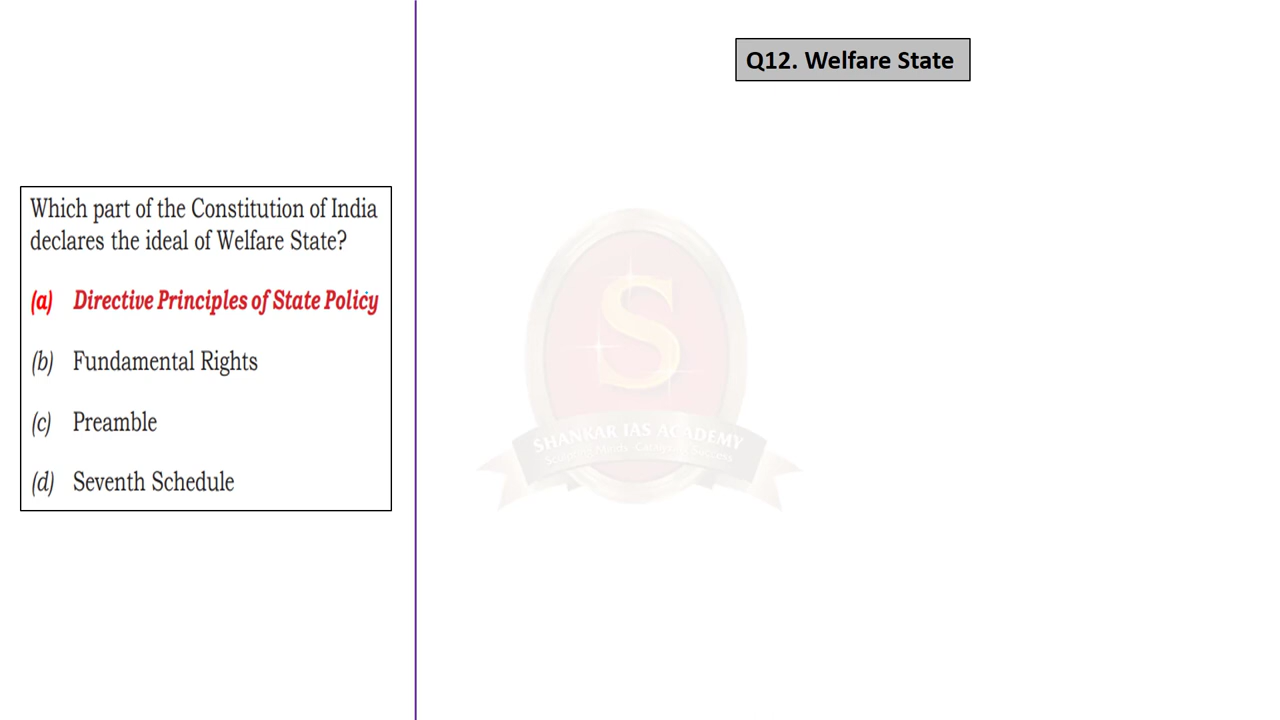 Q12. Welfare State
Which part of the Constitution of India
declares the ideal of Welfare State?
(a) Directive Principles of State Policy
(b) Fundamental Rights
(c) Preamble
(d) Seventh Schedule
S
SHANKAR IAS ACADEMY